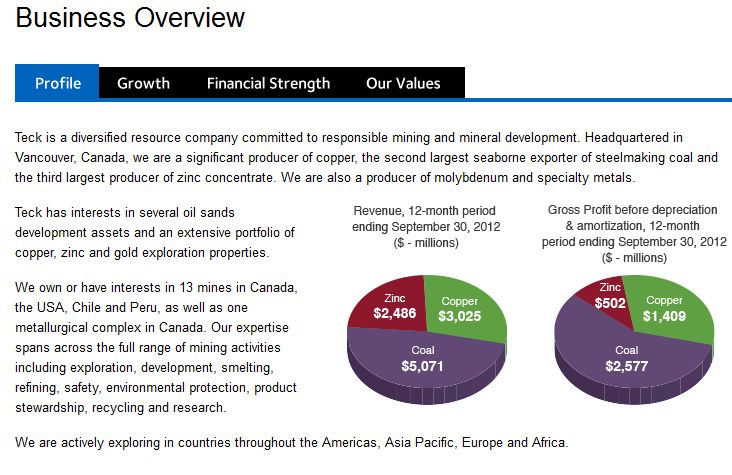 Business Overview
Profile
Growth
Financial Strength
Our Values
Teck is a diversified resource company committed to responsible mining and mineral development. Headquartered in
Vancouver, Canada, we are a significant producer of copper, the second largest seaborne exporter of steelmaking coal and
the third largest producer of zinc concentrate. We are also a producer of molybdenum and specialty metals.
Teck has interests in several oil sands
development assets and an extensive portfolio of
copper, zinc and gold exploration properties.
We own or have interests in 13 mines in Canada,
the USA, Chile and Peru, as well as one
metallurgical complex in Canada. Our expertise
spans across the full range of mining activities
including exploration, development, smelting,
refining, safety, environmental protection, product
stewardship, recycling and research.
Revenue, 12-month period
ending September 30, 2012
($ - millions)
Zinc
$2,486
Copper
$3,025
Coal
$5,071
Gross Profit before depreciation
& amortization, 12-month
period ending September 30, 2012
($ - millions)
Zinc
$502
Copper
$1,409
Coal
$2,577
We are actively exploring in countries throughout the Americas, Asia Pacific, Europe and Africa.